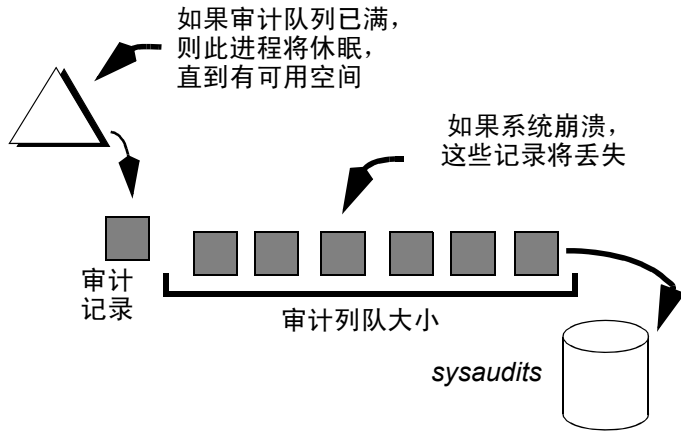 如果审计队列已满，
则此进程将休眠，
直到有可用空间
如果系统崩溃，
这些记录将丢失
审计
记录
审计列队大小
sysaudits